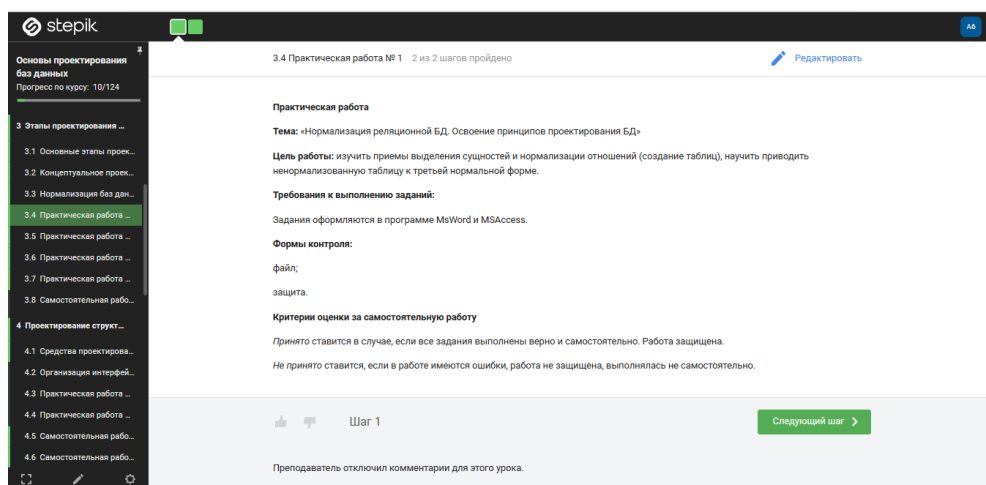 stepik
А6
Основы проектирования
баз данных
Прогресс по курсу: 10/124
3 Этапы проектирования ...
3.1 Основные этапы проек...
3.2 Концептуальное проек...
3.3 Нормализация баз дан...
3.4 Практическая работа ...
3.5 Практическая работа ...
3.6 Практическая работа ...
3.7 Практическая работа ...
3.8 Самостоятельная рабо...
4 Проектирование структ...
4.1 Средства проектирова...
4.2 Организация интерфей...
4.3 Практическая работа ...
4.4 Практическая работа ...
4.5 Самостоятельная рабо...
4.6 Самостоятельная рабо...
3.4 Практическая работа № 1 2 из 2 шагов пройдено
Редактировать
Практическая работа
Тема: «Нормализация реляционной БД. Освоение принципов проектирования БД»
Цель работы: изучить приемы выделения сущностей и нормализации отношений (создание таблиц), научить приводить
ненормализованную таблицу к третьей нормальной форме.
Требования к выполнению заданий:
Задания оформляются в программе MsWord и MSAccess.
Формы контроля:
файл;
защита.
Критерии оценки за самостоятельную работу
Принято ставится в случае, если все задания выполнены верно и самостоятельно. Работа защищена.
Не принято ставится, если в работе имеются ошибки, работа не защищена, выполнялась не самостоятельно.
Шаг 1
Следующий шаг
Преподаватель отключил комментарии для этого урока.